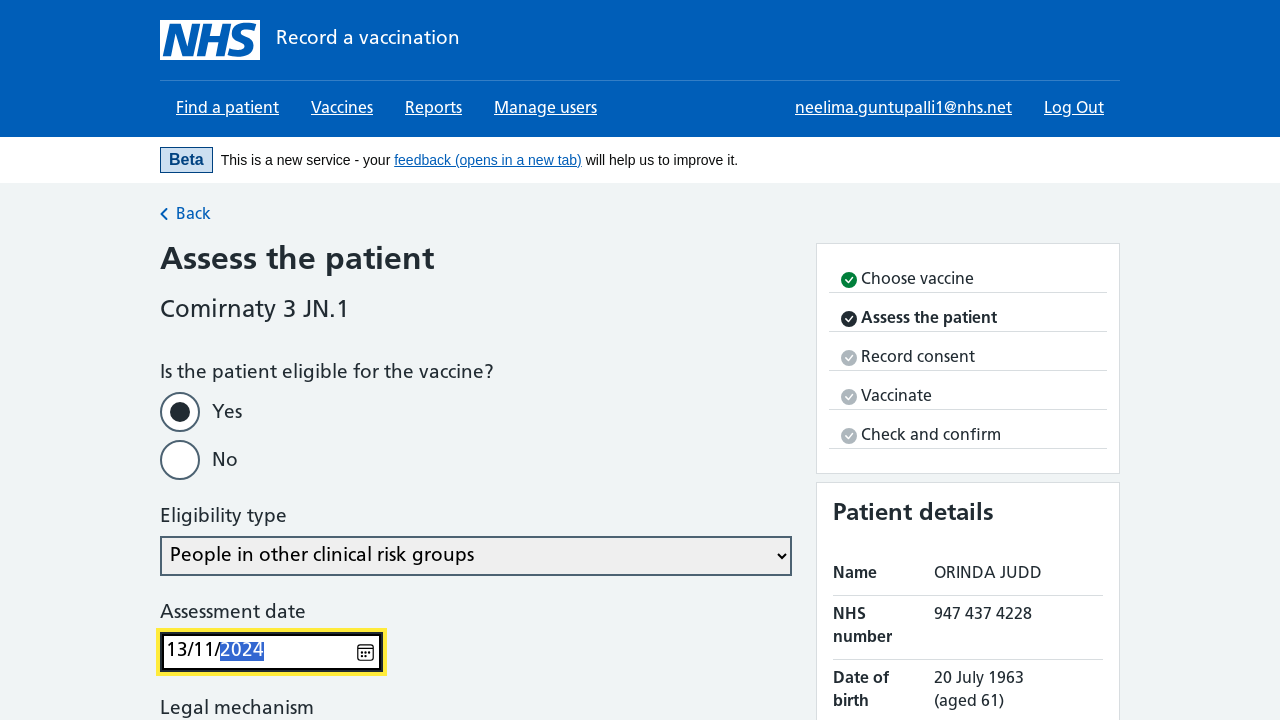 NHS Record a vaccination
Find a patient Vaccines Reports Manage users neelima.guntupalli1@nhs.net Log Out
Beta This is a new service - your feedback (opens in a new tab) will help us to improve it.
Back
Assess the patient
Comirnaty 3 JN.1
Is the patient eligible for the vaccine?
Yes
No
Eligibility type
People in other clinical risk groups
Assessment date
13/11/2024
Legal mechanism
Choose vaccine
Assess the patient
Record consent
Vaccinate
Check and confirm
Patient details
Name ORINDA JUDD
NHS number 947 437 4228
Date of birth 20 July 1963 (aged 61)